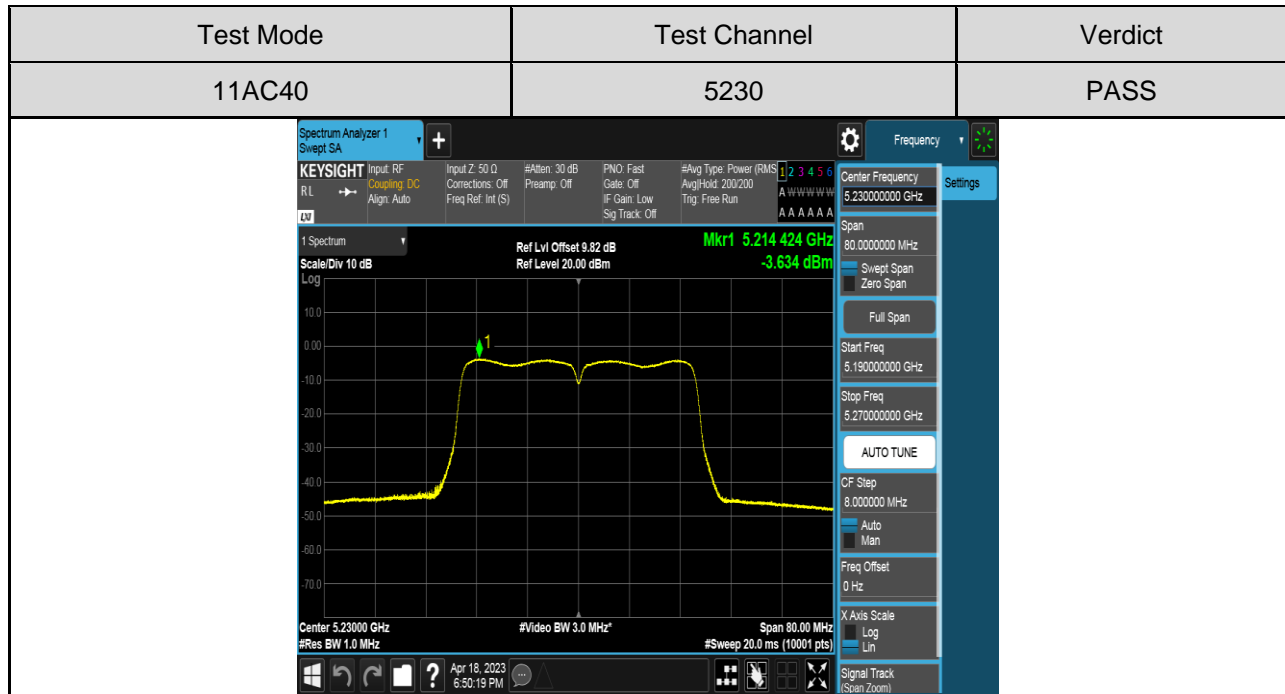 Test Mode Test Channel Verdict
11AC40 5230 PASS
Spectrum Analyzer 1
Swept SA
+
Frequency
KEYSIGHT Input: RF Input Z: 50 Ω #Atten: 30 dB PNO: Fast #Avg Type: Power (RMS 1 2 3 4 5 6
RL Coupling: DC Corrections: Off Preamp: Off Gate: Off Avg|Hold: 200/200 A W W W W W
Align: Auto Freq Ref: Int (S) IF Gain: Low Trig: Free Run
LXI Sig Track: Off A A A A A A
Center Frequency
5.230000000 GHz
Settings
1 Spectrum
Scale/Div 10 dB
Ref Lvl Offset 9.82 dB
Ref Level 20.00 dBm
Mkr1 5.214 424 GHz
-3.634 dBm
Log
10.0
0.00
-10.0
-20.0
-30.0
-40.0
-50.0
-60.0
-70.0
1
Span
80.0000000 MHz
Swept Span
Zero Span
Full Span
Start Freq
5.190000000 GHz
Stop Freq
5.270000000 GHz
AUTO TUNE
CF Step
8.000000 MHz
Auto
Man
Freq Offset
0 Hz
X Axis Scale
Log
Lin
Signal Track
(Span Zoom)
Center 5.23000 GHz #Video BW 3.0 MHz* Span 80.00 MHz
#Res BW 1.0 MHz #Sweep 20.0 ms (10001 pts)
? Apr 18, 2023
6:50:19 PM